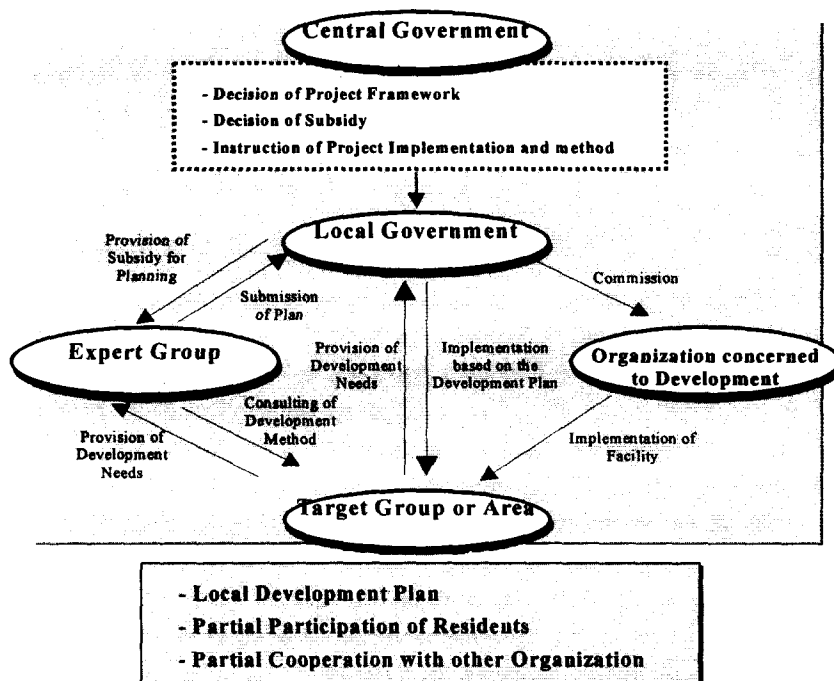 Central Government
- Decision of Project Framework
- Decision of Subsidy
- Instruction of Project Implementation and method
Local Government
Provision of
Subsidy for
Planning
Submission
of Plan
Commission
Expert Group
Provision of
Development
Needs
Implementation
based on the
Development Plan
Organization concerned
to Development
Provision of
Development
Needs
Consulting of
Development
Method
Implementation of
Facility
Target Group or Area
- Local Development Plan
- Partial Participation of Residents
- Partial Cooperation with other Organization